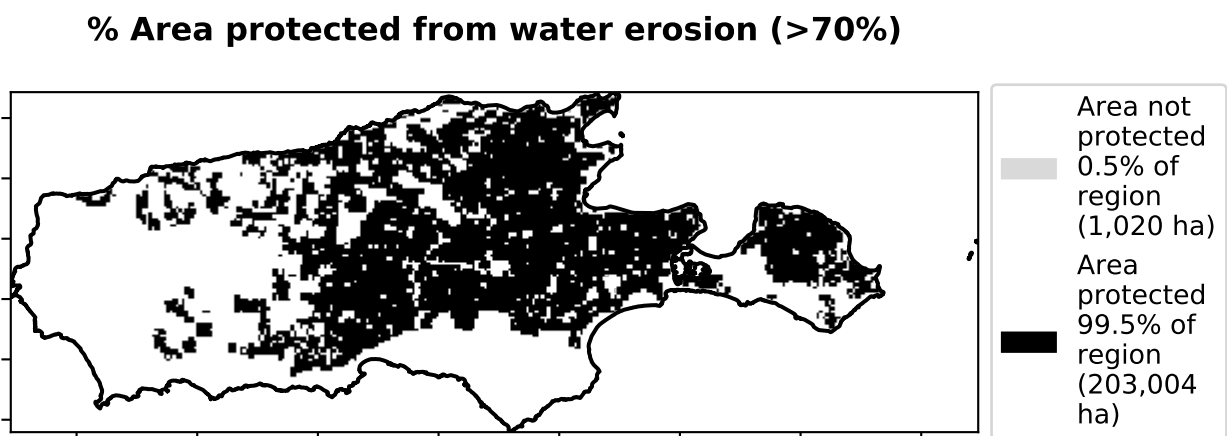 % Area protected from water erosion (>70%)
Area not
protected
0.5% of
region
(1,020 ha)
Area
protected
99.5% of
region
(203,004
ha)